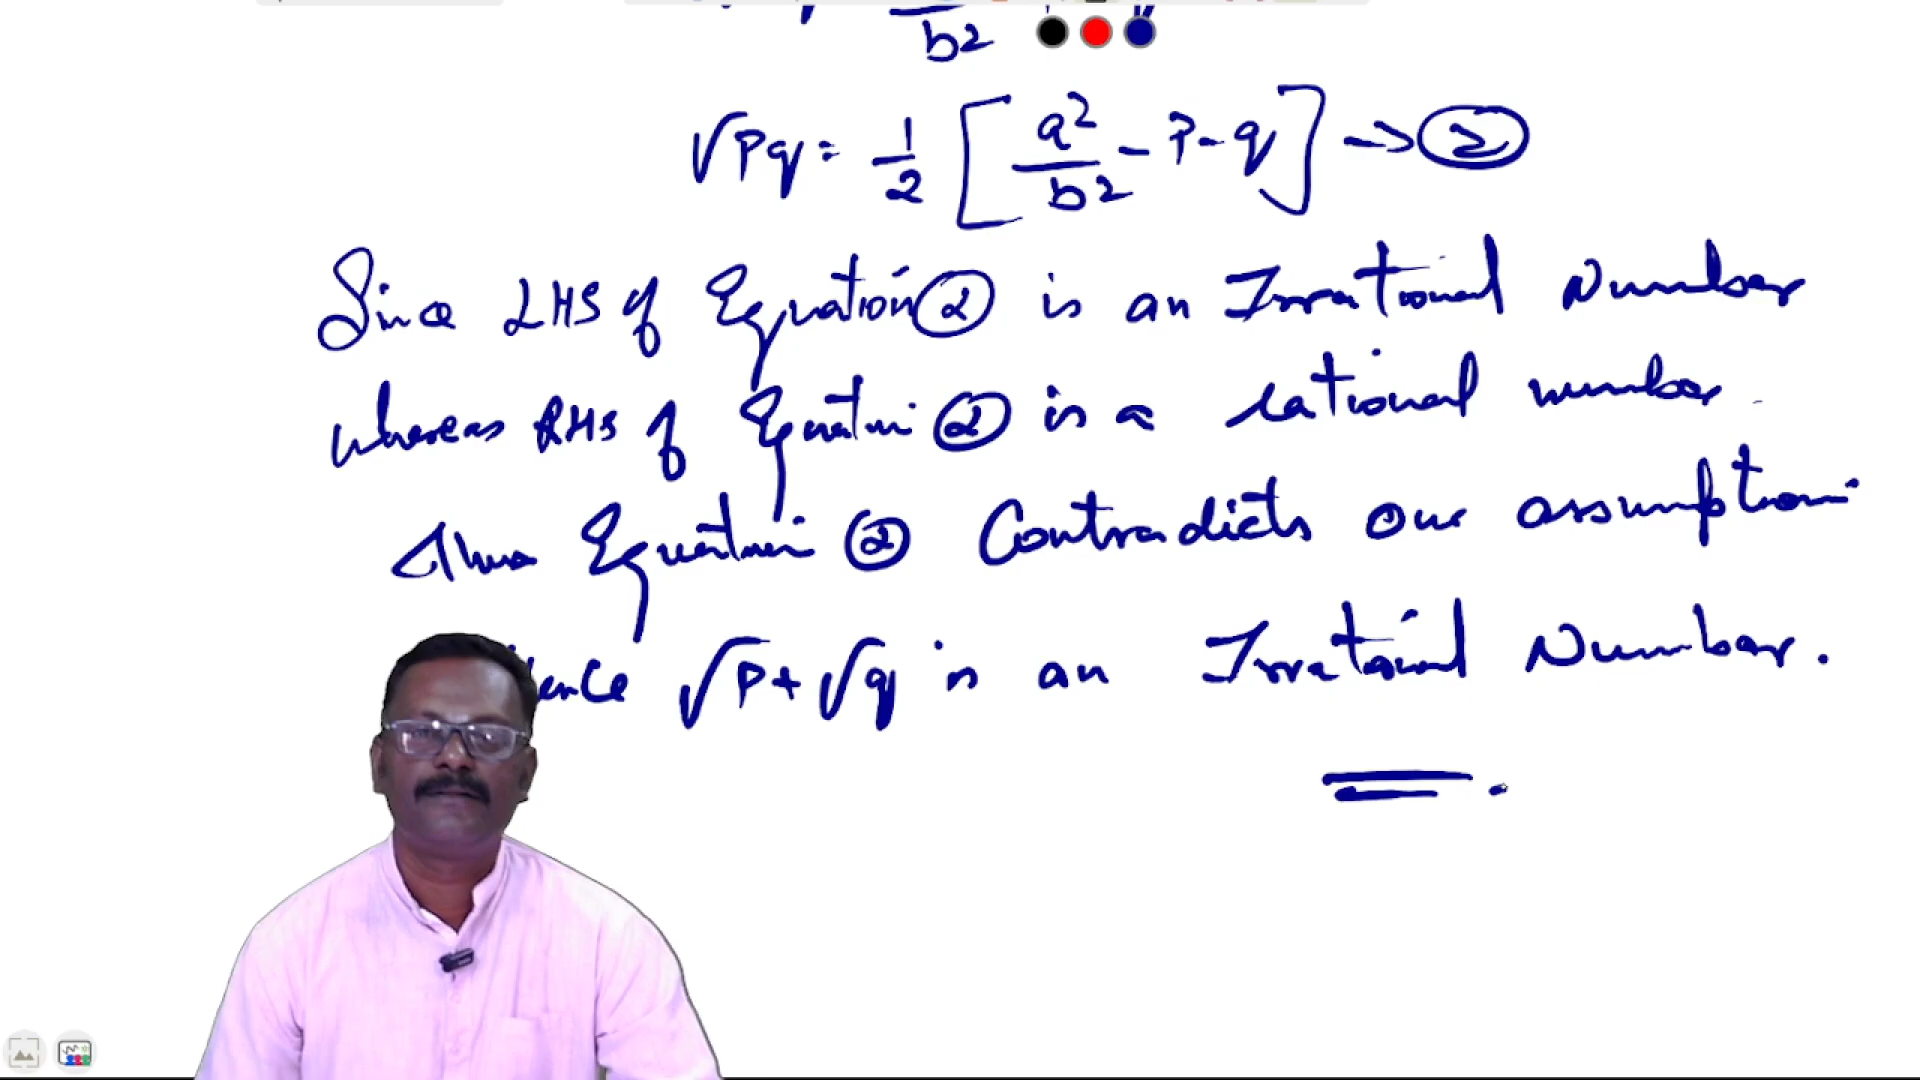 b²
√pq = 1/2 [a²/b² - p - q] → ②
Since LHS of Equation ② is an Irrational Number
whereas RHS of Equation ② is a rational number.
Thus Equation ② Contradicts our assumption
Hence √p + √q is an Irrational Number.